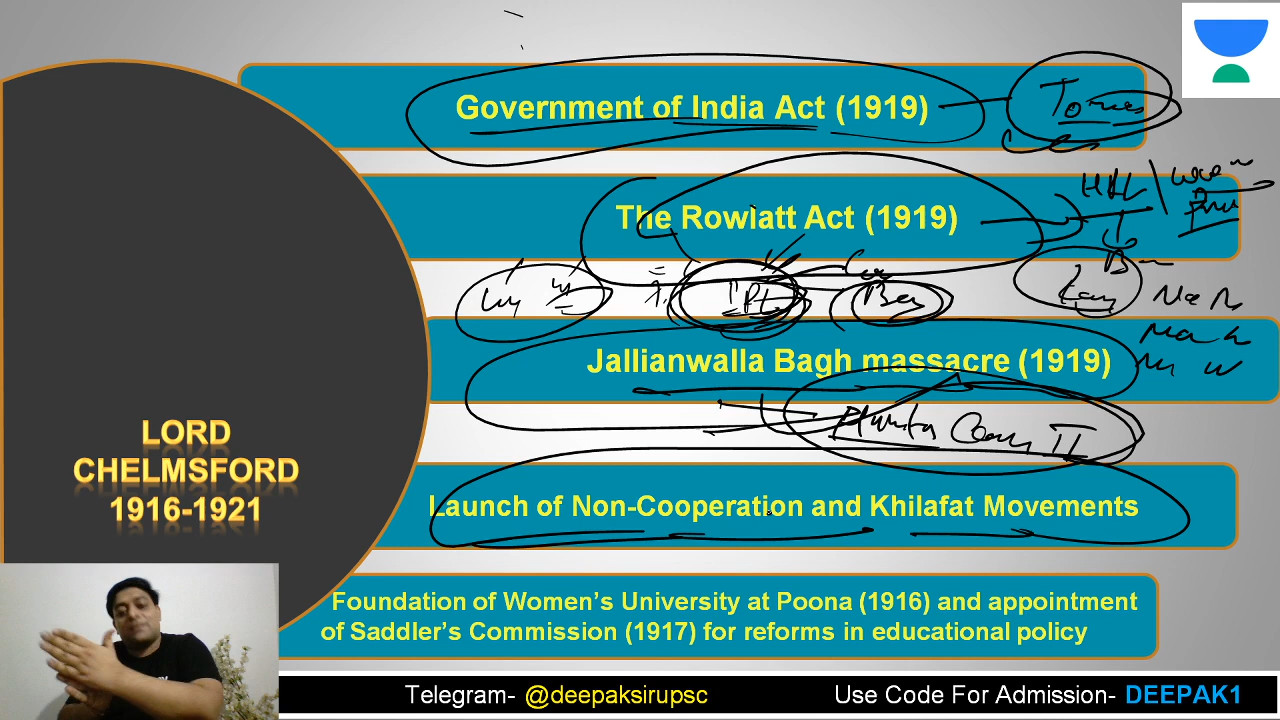 Government of India Act (1919)
The Rowlatt Act (1919)
Jallianwalla Bagh massacre (1919)
LORD
CHELMSFORD
1916-1921
Launch of Non-Cooperation and Khilafat Movements
Foundation of Women's University at Poona (1916) and appointment
of Saddler's Commission (1917) for reforms in educational policy
Telegram- @deepaksirupsc
Use Code For Admission- DEEPAK1